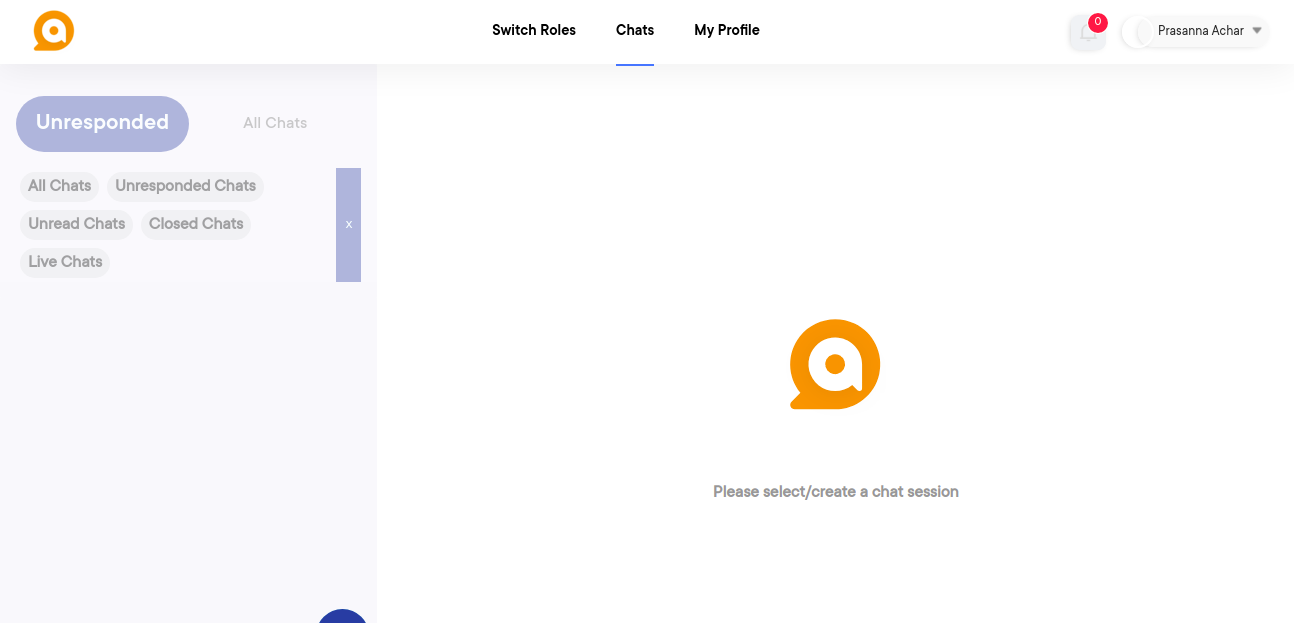 Switch Roles Chats My Profile
0
Prasanna Achar
Unresponded All Chats
All Chats Unresponded Chats
Unread Chats Closed Chats
x
Live Chats
Please select/create a chat session